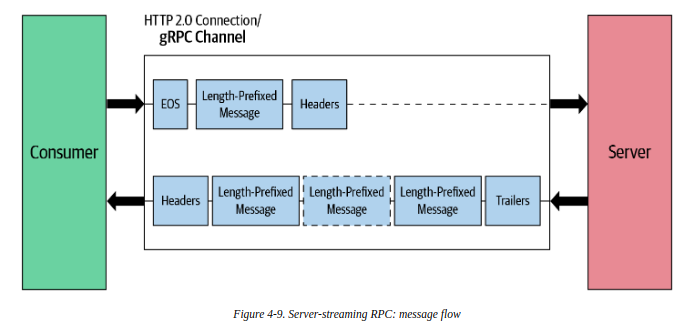 HTTP 2.0 Connection/
gRPC Channel
Consumer
EOS
Length-Prefixed
Message
Headers
Server
Headers
Length-Prefixed
Message
Length-Prefixed
Message
Length-Prefixed
Message
Trailers
Figure 4-9. Server-streaming RPC: message flow